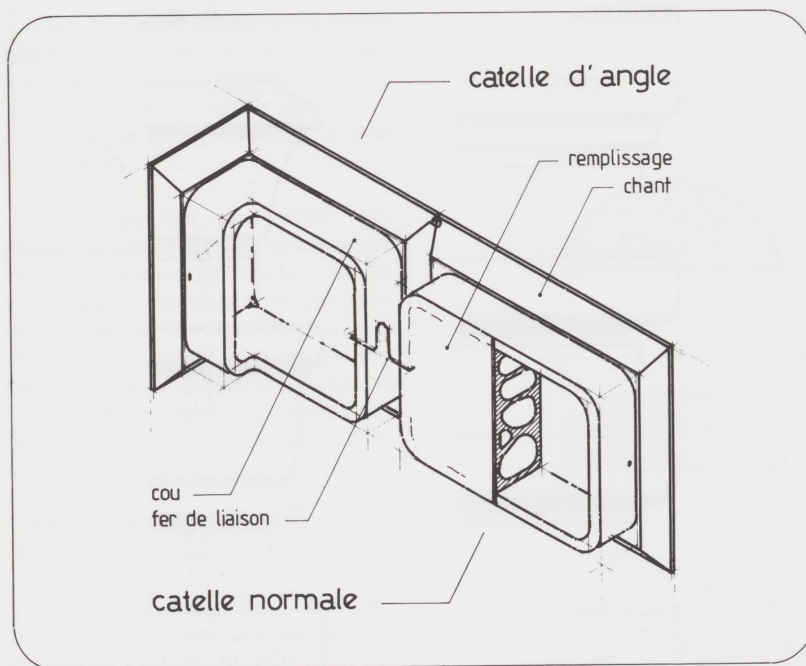 catelle d'angle
remplissage
chant
cou
fer de liaison
catelle normale